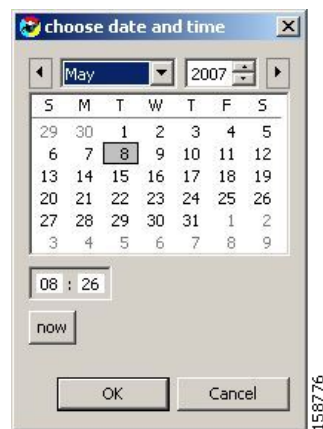 choose date and time
May 2007
S M T W T F S
29 30 1 2 3 4 5
6 7 8 9 10 11 12
13 14 15 16 17 18 19
20 21 22 23 24 25 26
27 28 29 30 31 1 2
3 4 5 6 7 8 9
08 : 26
now
OK Cancel
158776